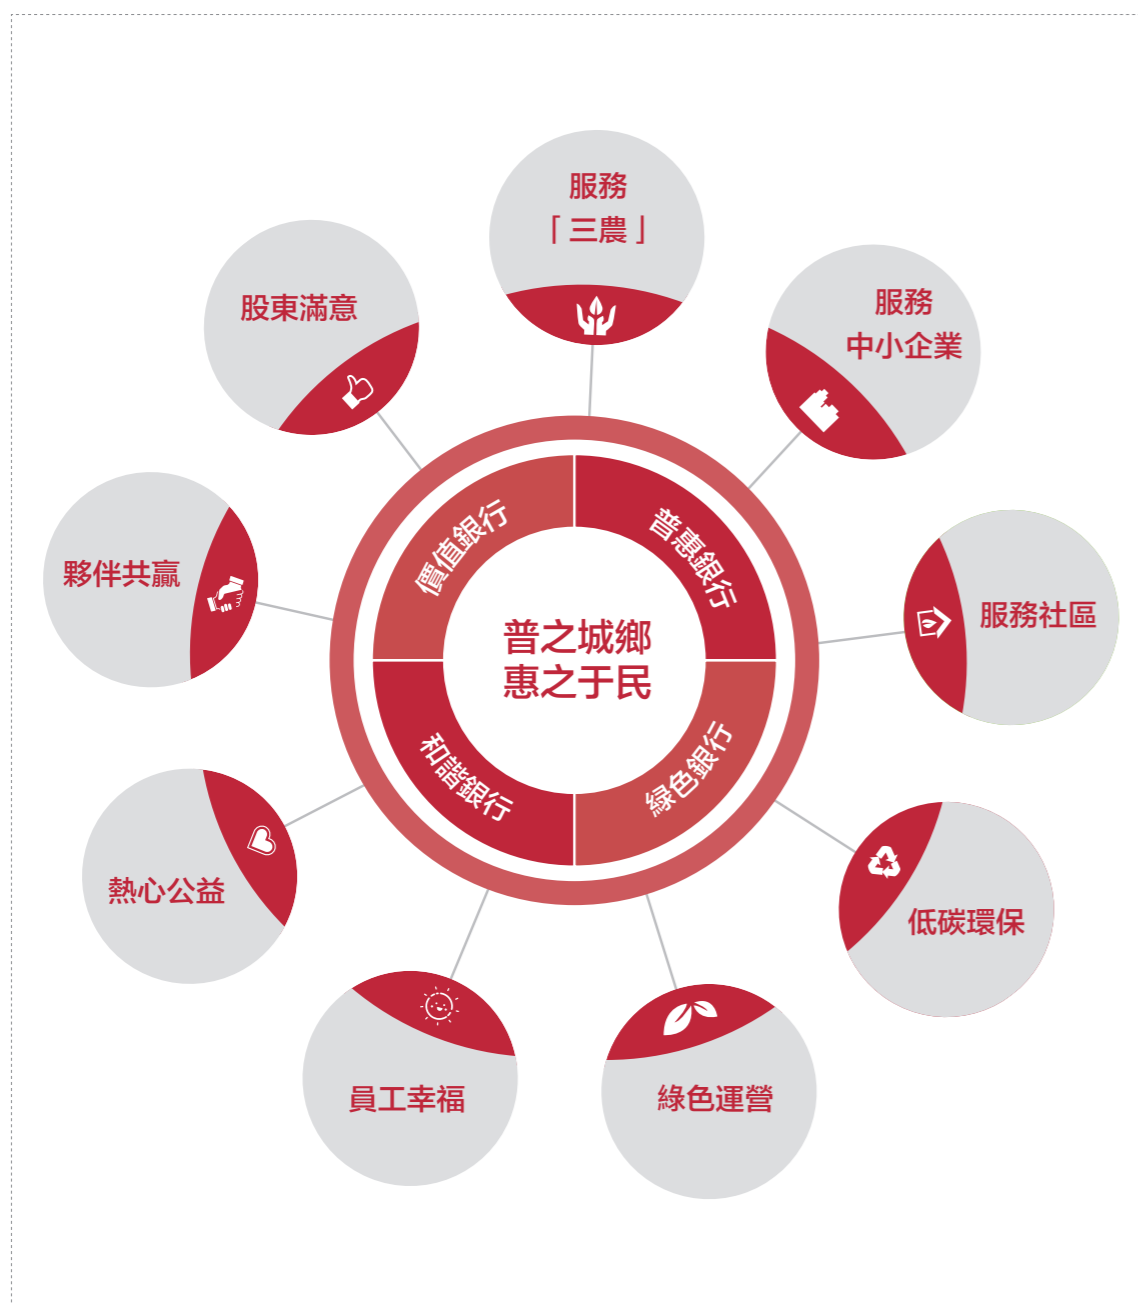 服務
「三農」
服務
中小企業
服務社區
低碳環保
綠色運營
員工幸福
熱心公益
夥伴共贏
股東滿意
價值銀行
普惠銀行
綠色銀行
和諧銀行
普之城鄉
惠之于民